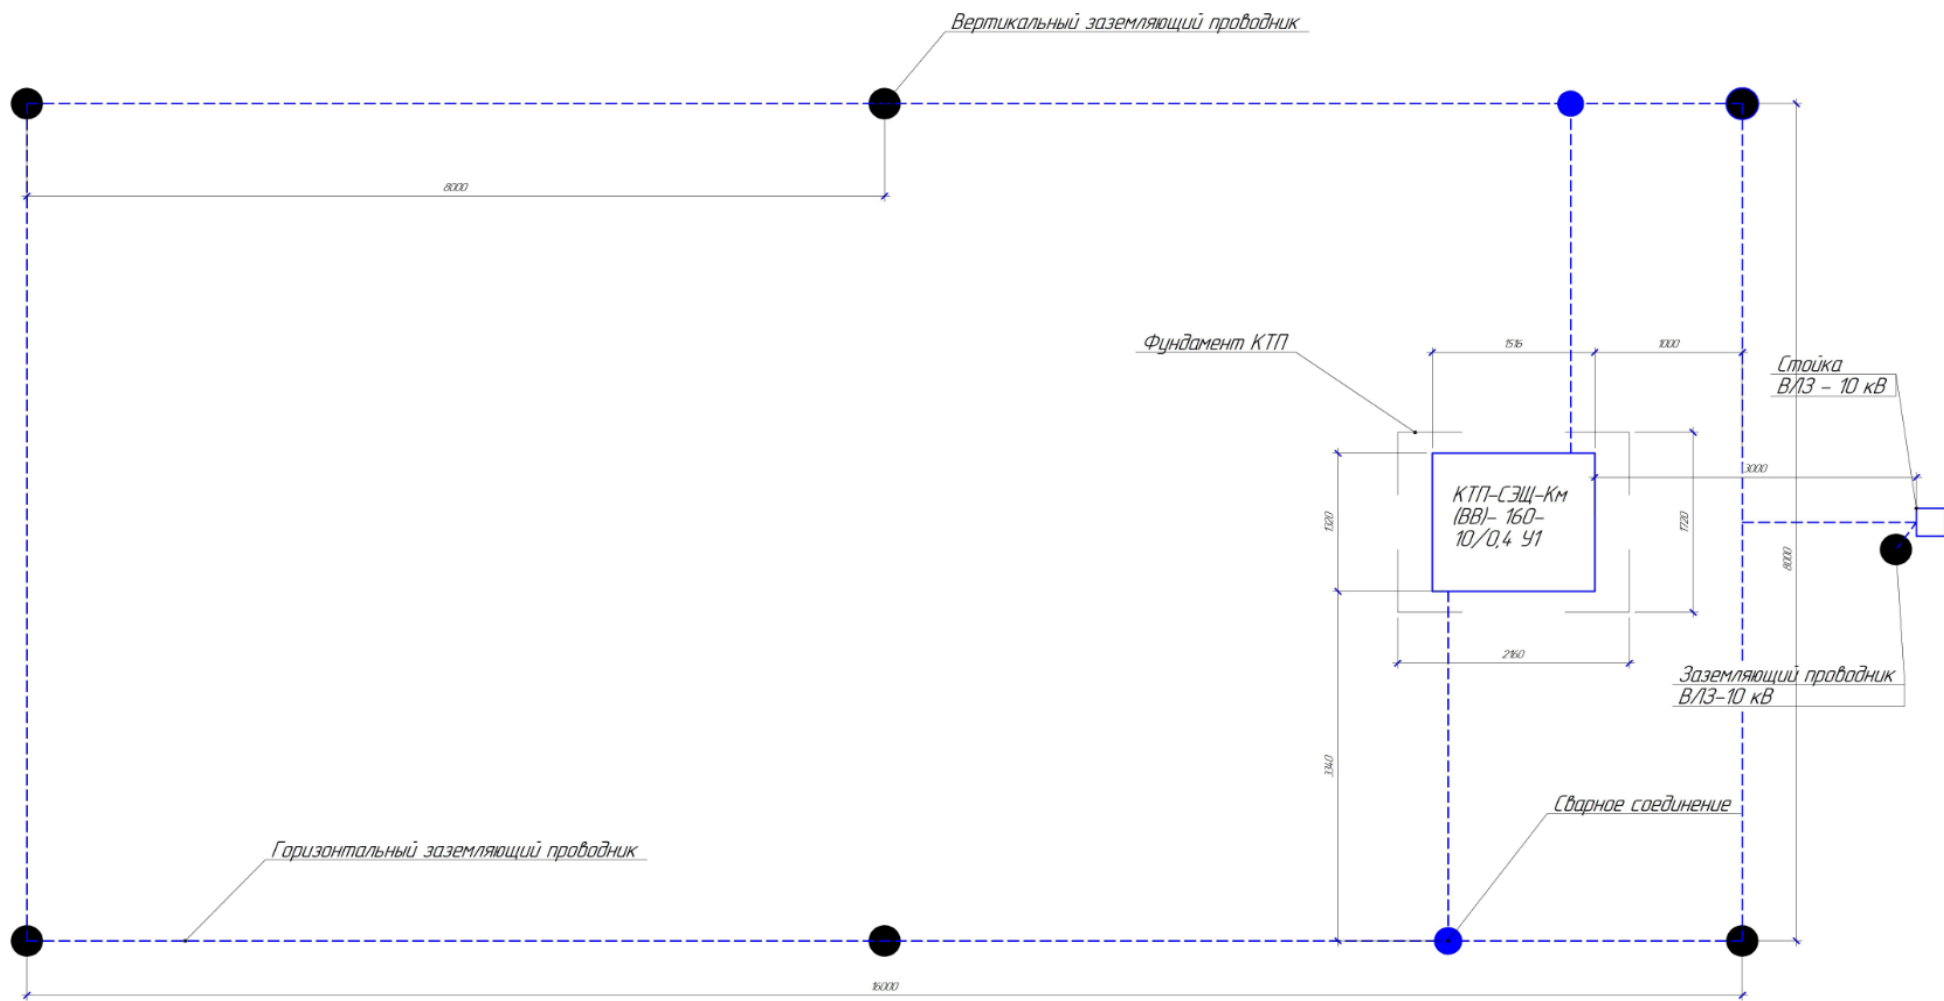 Вертикальный заземляющий проводник
8000
Фундамент КТП
1516
1000
Стойка
ВЛЗ - 10 кВ
3000
КТП-СЭЩ-Км
(ВВ)- 160-
10/0,4 У1
1320
1720
8000
2160
Заземляющий проводник
ВЛЗ-10 кВ
3340
Сварное соединение
Горизонтальный заземляющий проводник
16000